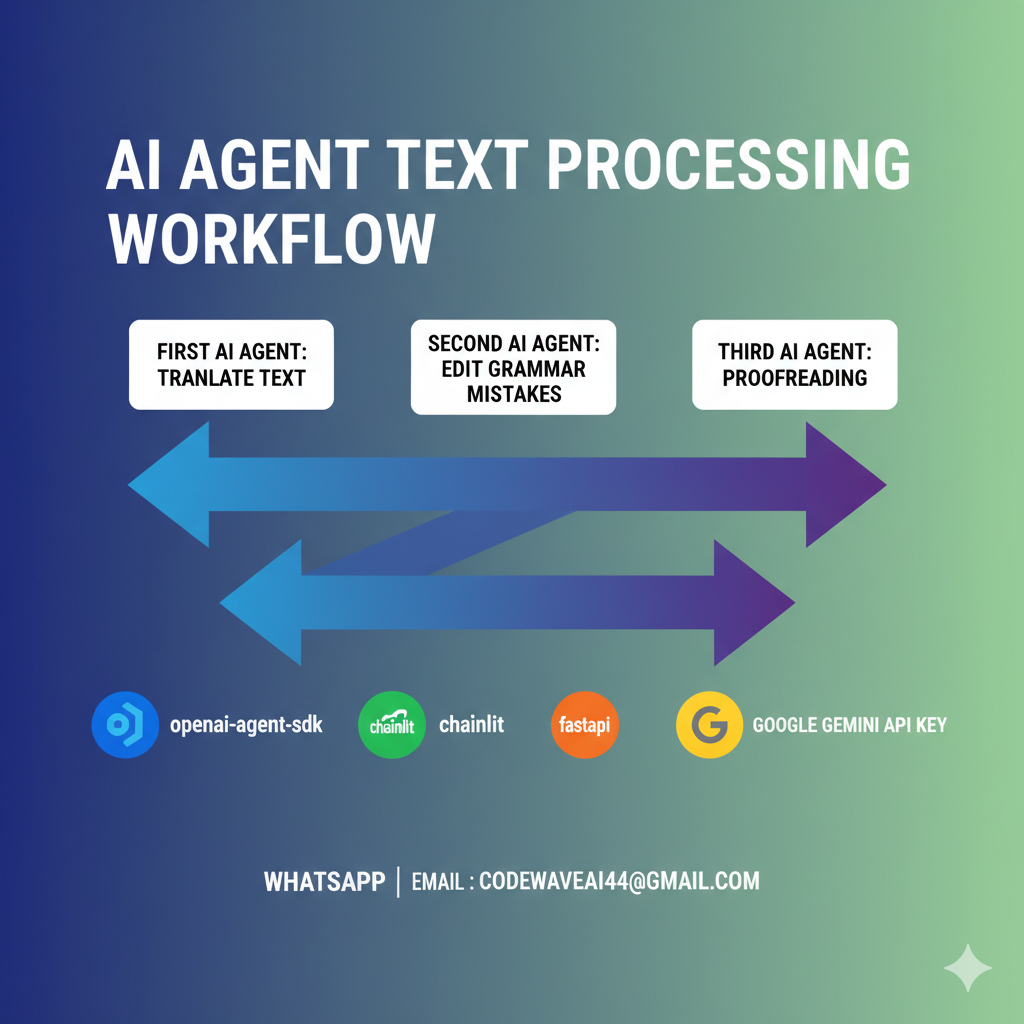 AI AGENT TEXT PROCESSING
WORKFLOW
FIRST AI AGENT:
TRANLATE TEXT
SECOND AI AGENT:
EDIT GRAMMAR
MISTAKES
THIRD AI AGENT:
PROOFREADING
openai-agent-sdk
chainlit
chainlit
fastapi
G
GOOGLE GEMINI API KEY
WHATSAPP | EMAIL : CODEWAVEAI44@GMAIL.COM